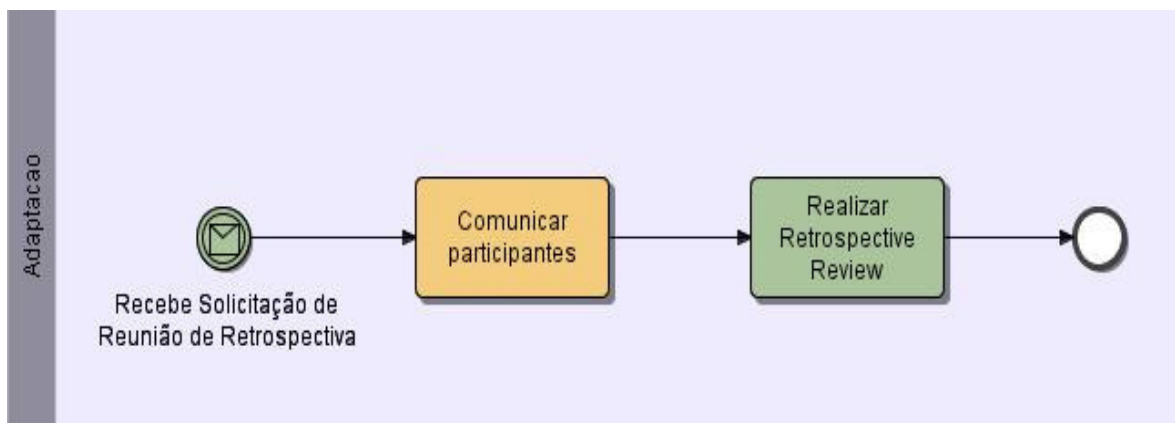 Adaptacao
Recebe Solicitação de
Reunião de Retrospectiva
Comunicar
participantes
Realizar
Retrospective
Review